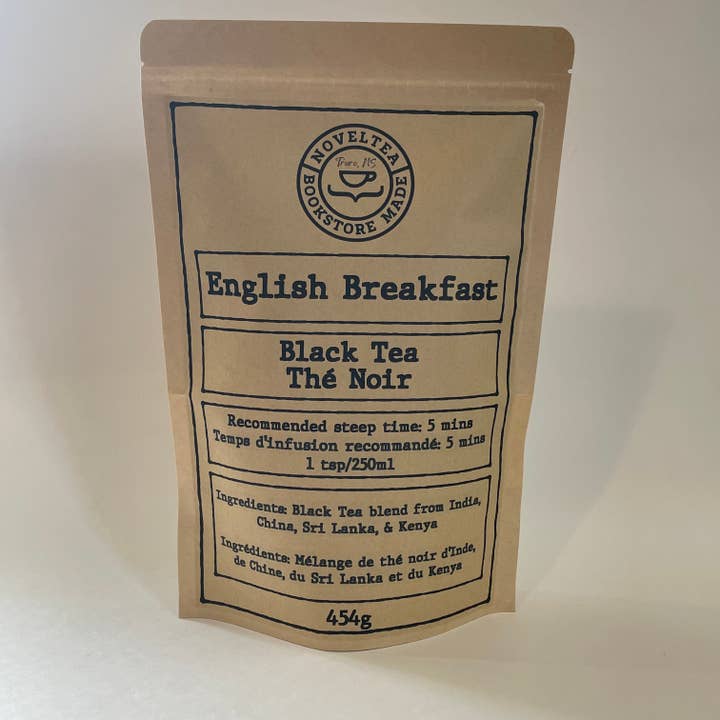 NOVELTEA
Truro, NS
BOOKSTORE MADE
English Breakfast
Black Tea
Thé Noir
Recommended steep time: 5 mins
Temps d'infusion recommandé: 5 mins
1 tsp/250ml
Ingredients: Black Tea blend from India,
China, Sri Lanka, & Kenya
Ingrédients: Mélange de thé noir d'Inde,
de Chine, du Sri Lanka et du Kenya
454g